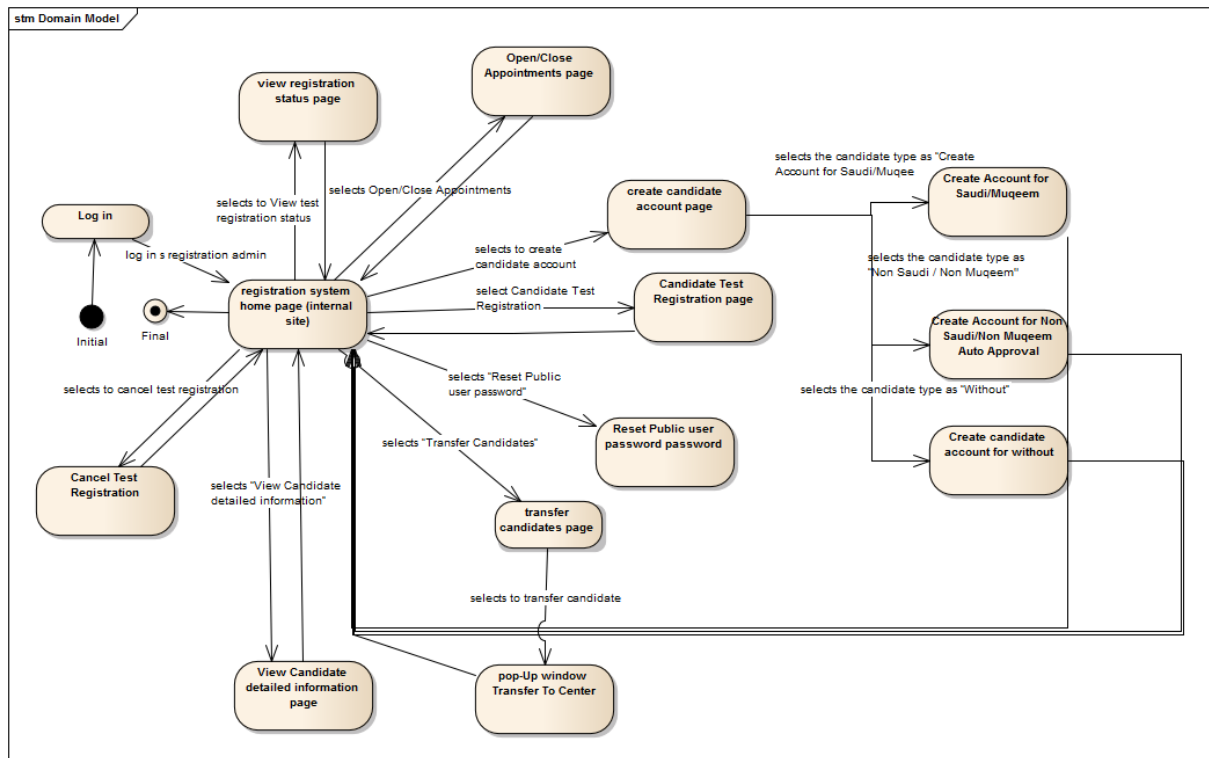 stm Domain Model
Open/Close
Appointments page
view registration
status page
selects the candidate type as "Create
Account for Saudi/Muqee
Create Account for
Saudi/Muqeem
create candidate
account page
selects Open/Close Appointments
selects to View test
registration status
Log in
log in s registration admin
selects to create
candidate account
selects the candidate type as
"Non Saudi / Non Muqeem"
registration system
home page (internal
site)
select Candidate Test
Registration
Candidate Test
Registration page
Initial
Final
Create Account for Non
Saudi/Non Muqeem
Auto Approval
selects to cancel test registration
selects "Reset Public
user password"
selects the candidate type as "Without"
Reset Public user
password password
selects "Transfer Candidates"
Create candidate
account for without
Cancel Test
Registration
selects "View Candidate
detailed information"
transfer
candidates page
selects to transfer candidate
View Candidate
detailed information
page
pop-Up window
Transfer To Center